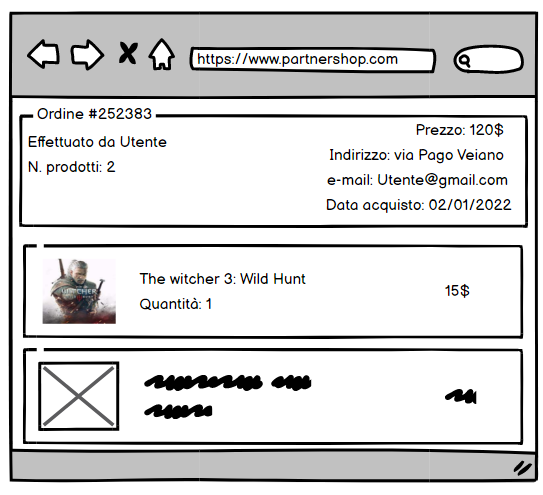 https://www.partnershop.com
Ordine #252383
Effettuato da Utente
N. prodotti: 2
Prezzo: 120$
Indirizzo: via Pago Veiano
e-mail: Utente@gmail.com
Data acquisto: 02/01/2022
The witcher 3: Wild Hunt
Quantità: 1
15$
WITCHER